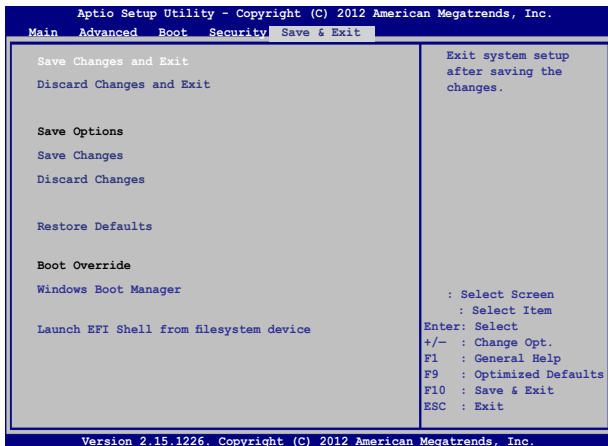 Aptio Setup Utility - Copyright (C) 2012 American Megatrends, Inc.
Main Advanced Boot Security Save & Exit
Save Changes and Exit
Discard Changes and Exit
Save Options
Save Changes
Discard Changes
Restore Defaults
Boot Override
Windows Boot Manager
Launch EFI Shell from filesystem device
Exit system setup
after saving the
changes.
: Select Screen
: Select Item
Enter: Select
+/— : Change Opt.
F1 : General Help
F9 : Optimized Defaults
F10 : Save & Exit
ESC : Exit
Version 2.15.1226. Copyright (C) 2012 American Megatrends, Inc.